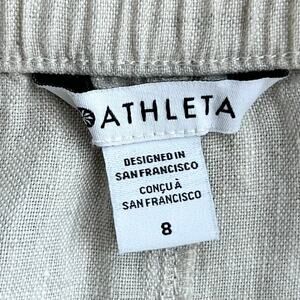 ATHLETA
DESIGNED IN
SAN FRANCISCO
CONÇU À
SAN FRANCISCO
8